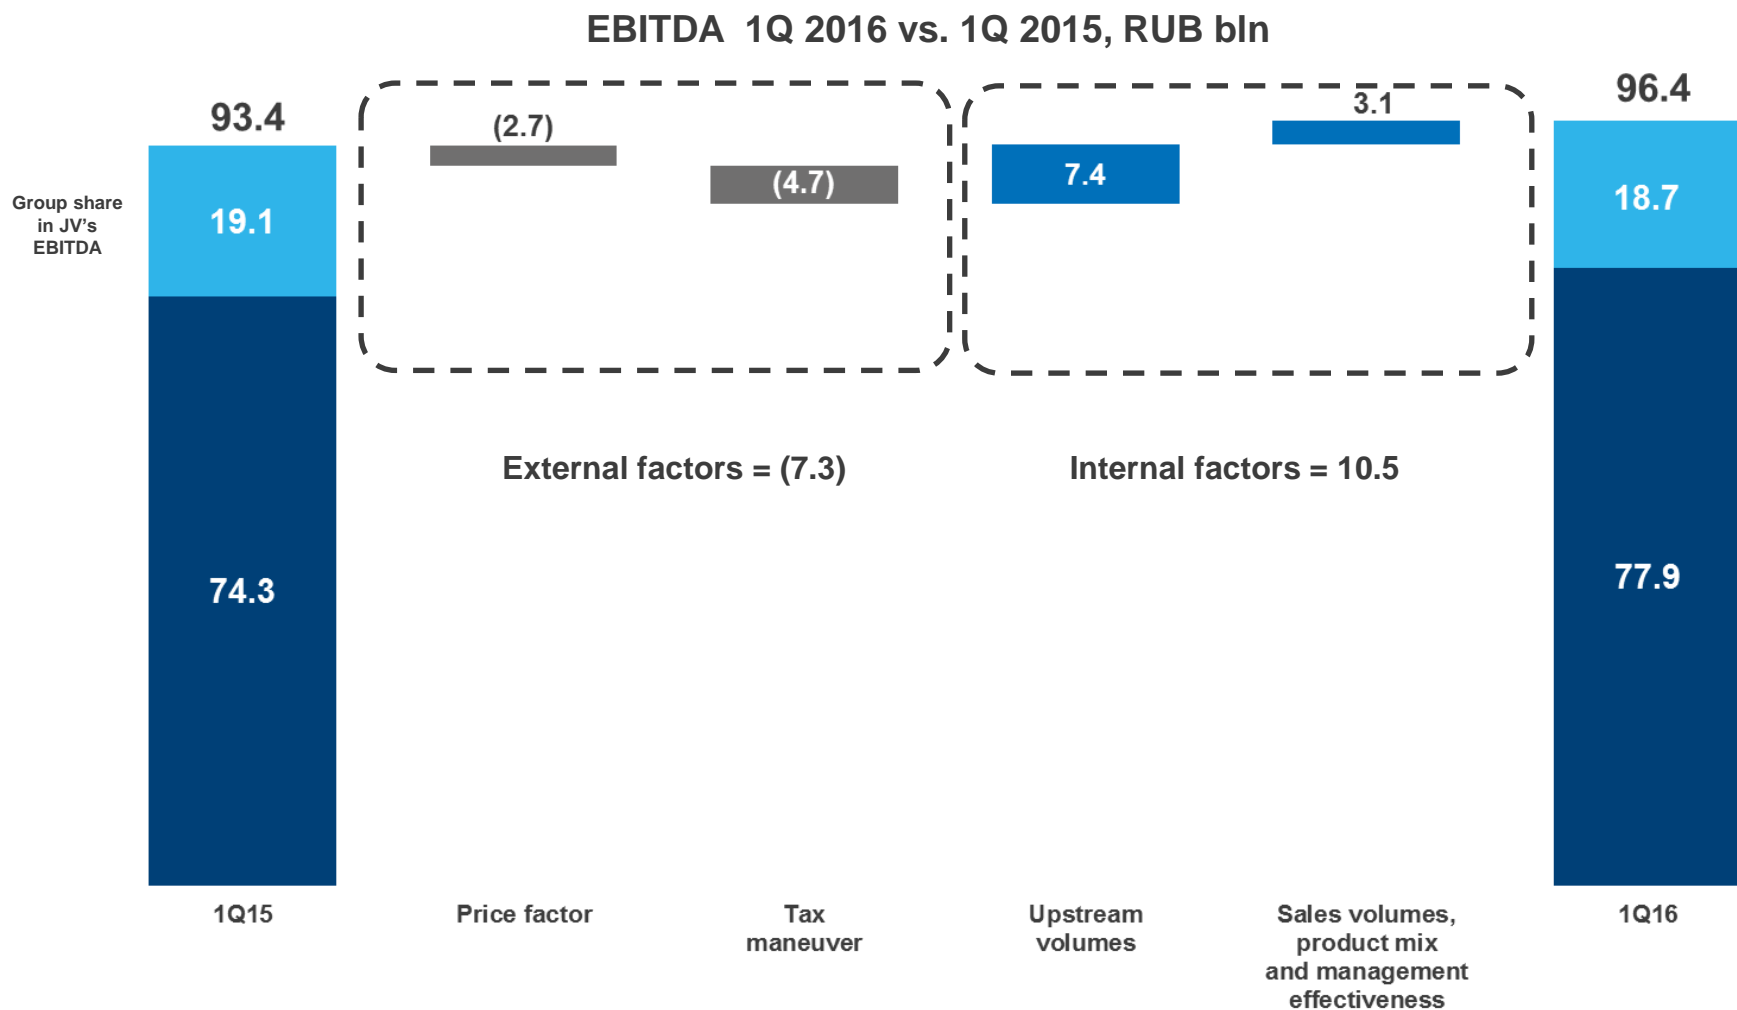 EBITDA 1Q 2016 vs. 1Q 2015, RUB bln
93.4
(2.7)
3.1
96.4
(4.7)
7.4
Group share
in JV's
EBITDA
19.1
18.7
External factors = (7.3)
Internal factors = 10.5
74.3
77.9
1Q15
Price factor
Tax
maneuver
Upstream
volumes
Sales volumes,
product mix
and management
effectiveness
1Q16